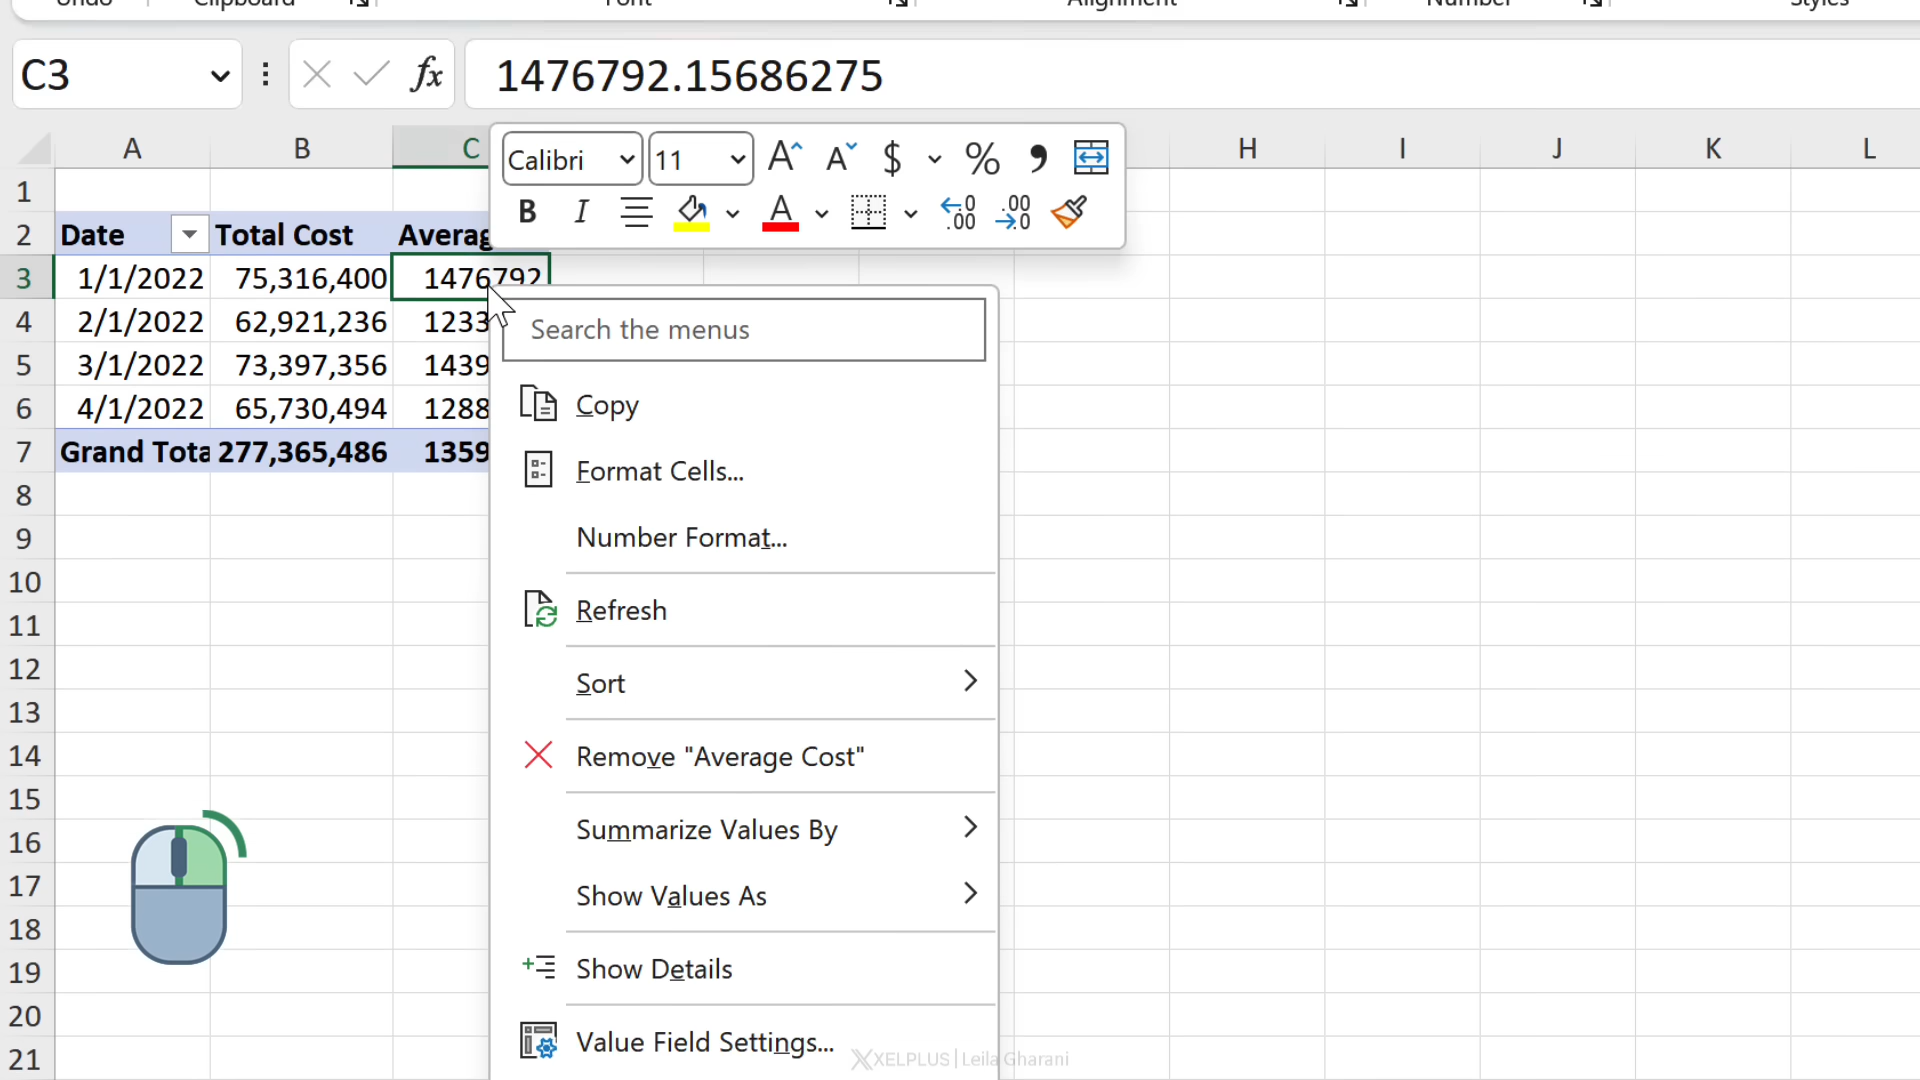 Undo Clipboard Font Alignment Number Styles
C3 fx 1476792.15686275
A B C H I J K L
Calibri 11 A A $ % ,
B I A .00 .00 .0
1
2 Date Total Cost
3 1/1/2022 75,316,400 1476792
4 2/1/2022 62,921,236 1233
5 3/1/2022 73,397,356 1439
6 4/1/2022 65,730,494 1288
7 Grand Tota 277,365,486 1359
8
9
10
11
12
13
14
15
16
17
18
19
20
21
Search the menus
Copy
Format Cells...
Number Format...
Refresh
Sort
Remove "Average Cost"
Summarize Values By
Show Values As
Show Details
Value Field Settings...
XELPLUS | Leila Gharani